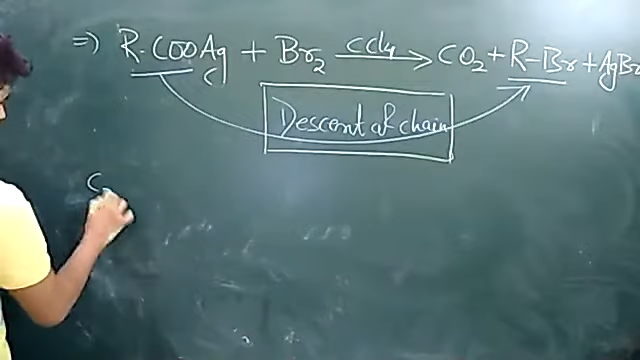 ⇒ R-COOAg + Br₂ —CCl₄→ CO₂ + R-Br + AgBr
Descent of chain
C